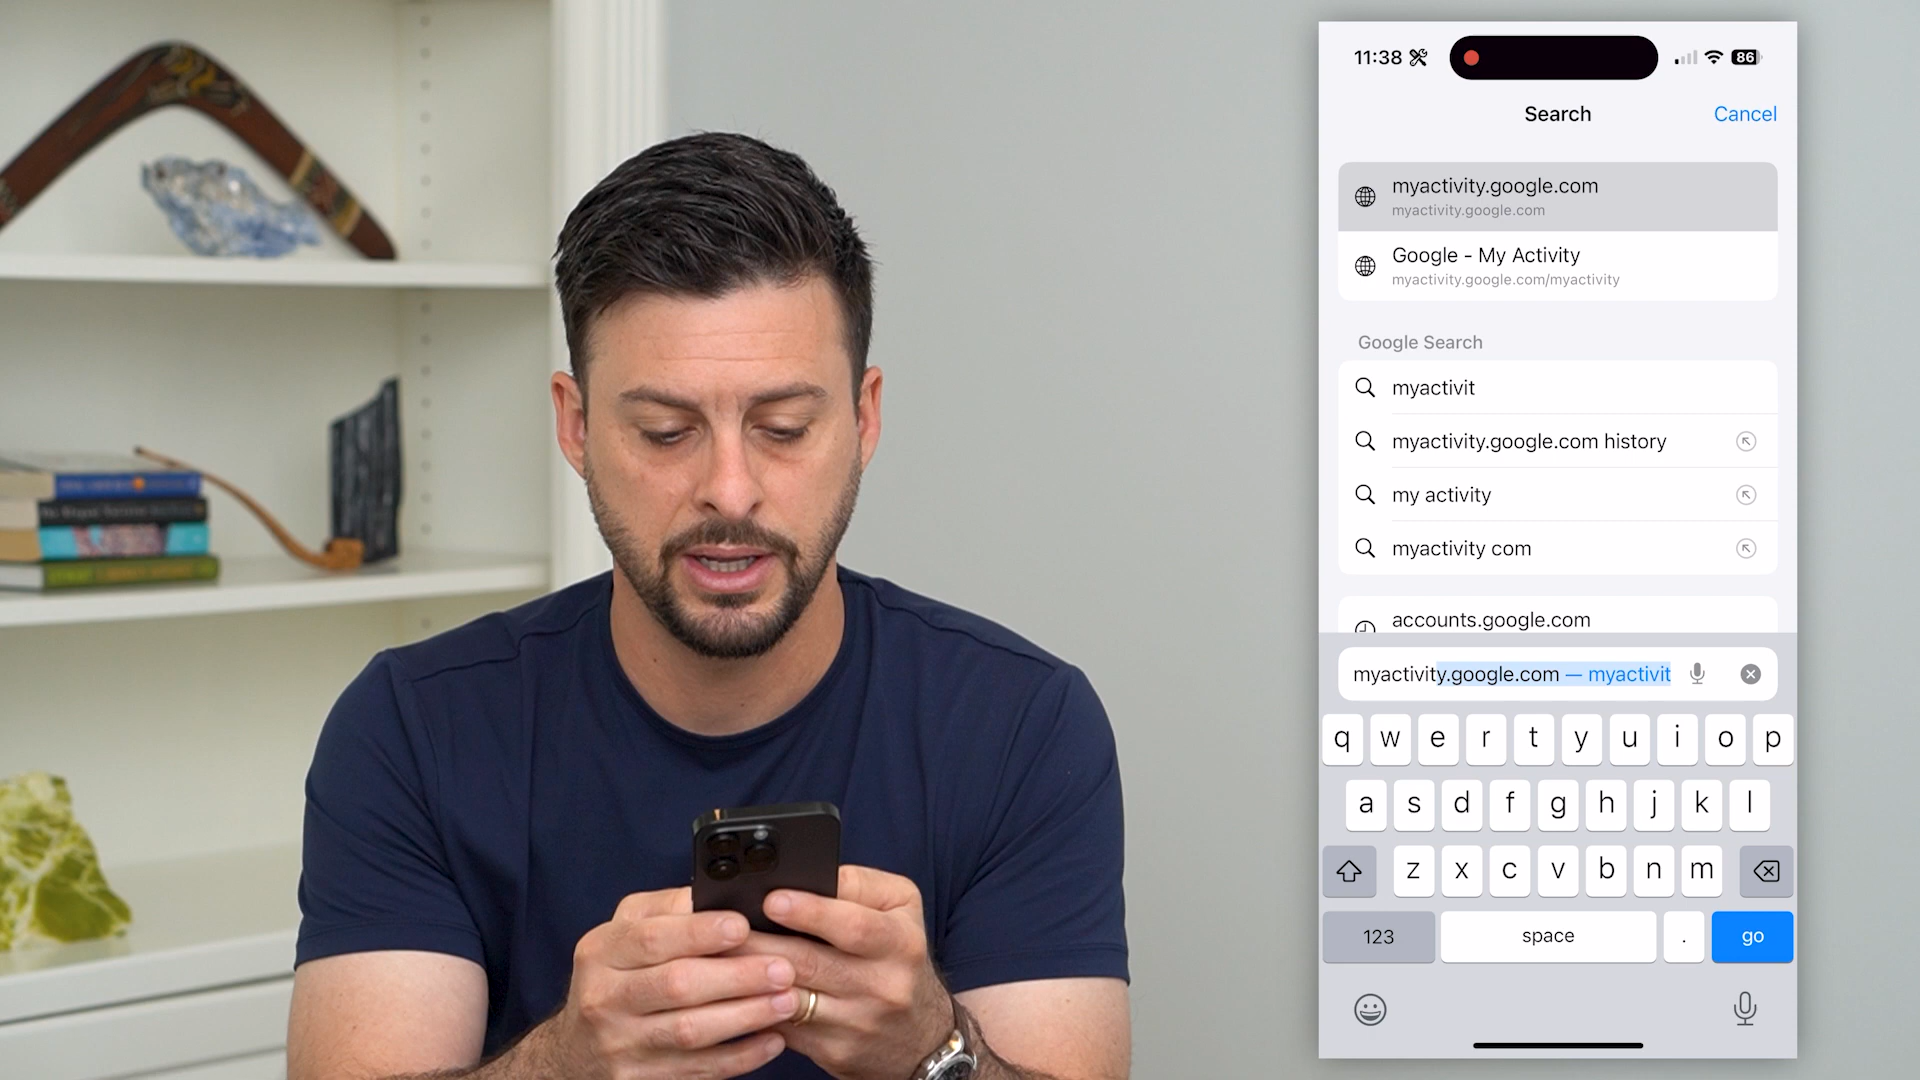 11:38
86
Search
Cancel
myactivity.google.com
myactivity.google.com
Google - My Activity
myactivity.google.com/myactivity
Google Search
myactivit
myactivity.google.com history
my activity
myactivity com
accounts.google.com
myactivity.google.com — myactivit
q w e r t y u i o p
a s d f g h j k l
z x c v b n m
123 space . go